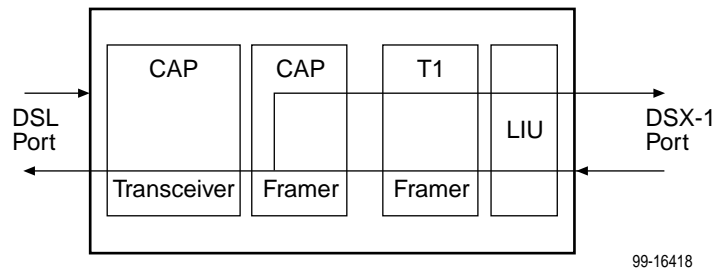 CAP
CAP
T1
DSL
Port
LIU
DSX-1
Port
Transceiver
Framer
Framer
99-16418